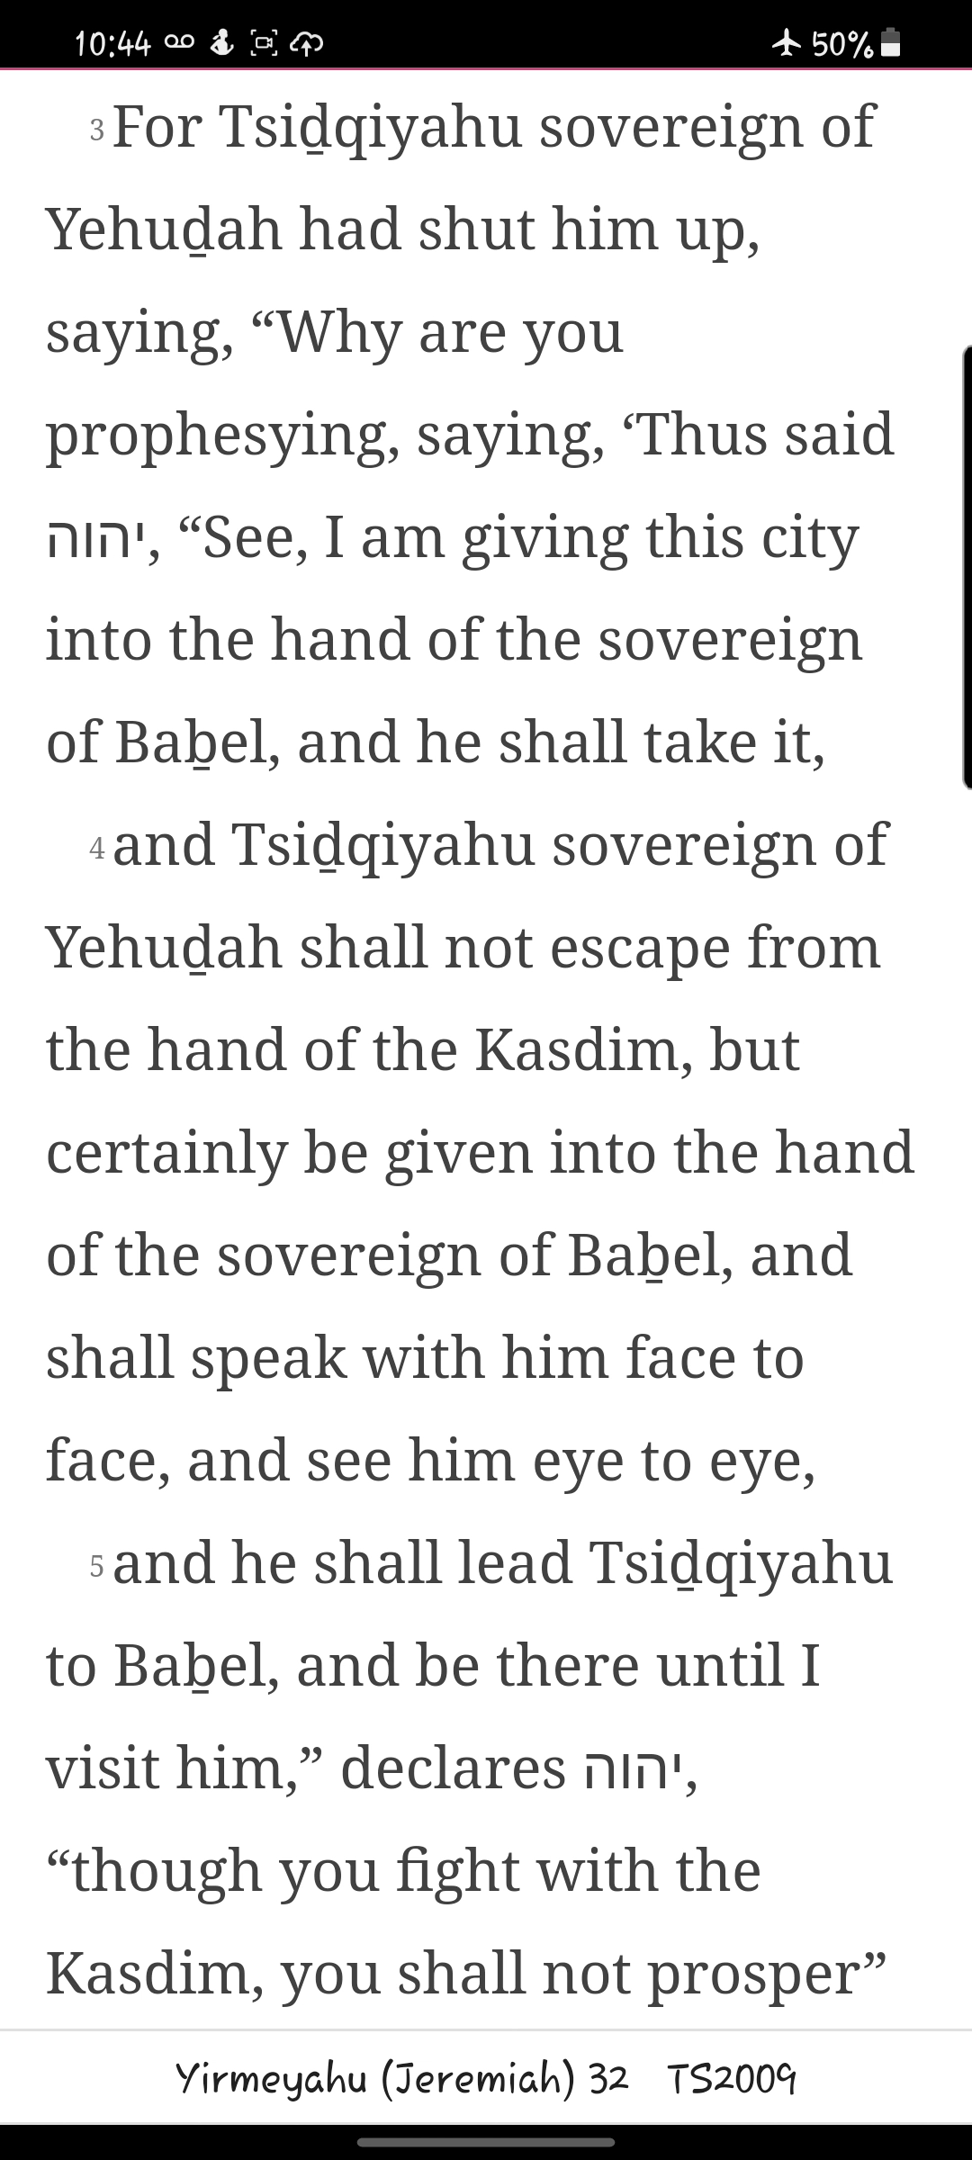 10:44 50%
3 For Tsiḏqiyahu sovereign of
Yehuḏah had shut him up,
saying, “Why are you
prophesying, saying, ‘Thus said
יהוה, “See, I am giving this city
into the hand of the sovereign
of Baḇel, and he shall take it,
4 and Tsiḏqiyahu sovereign of
Yehuḏah shall not escape from
the hand of the Kasdim, but
certainly be given into the hand
of the sovereign of Baḇel, and
shall speak with him face to
face, and see him eye to eye,
5 and he shall lead Tsiḏqiyahu
to Baḇel, and be there until I
visit him,” declares יהוה,
“though you fight with the
Kasdim, you shall not prosper”
Yirmeyahu (Jeremiah) 32 TS2009